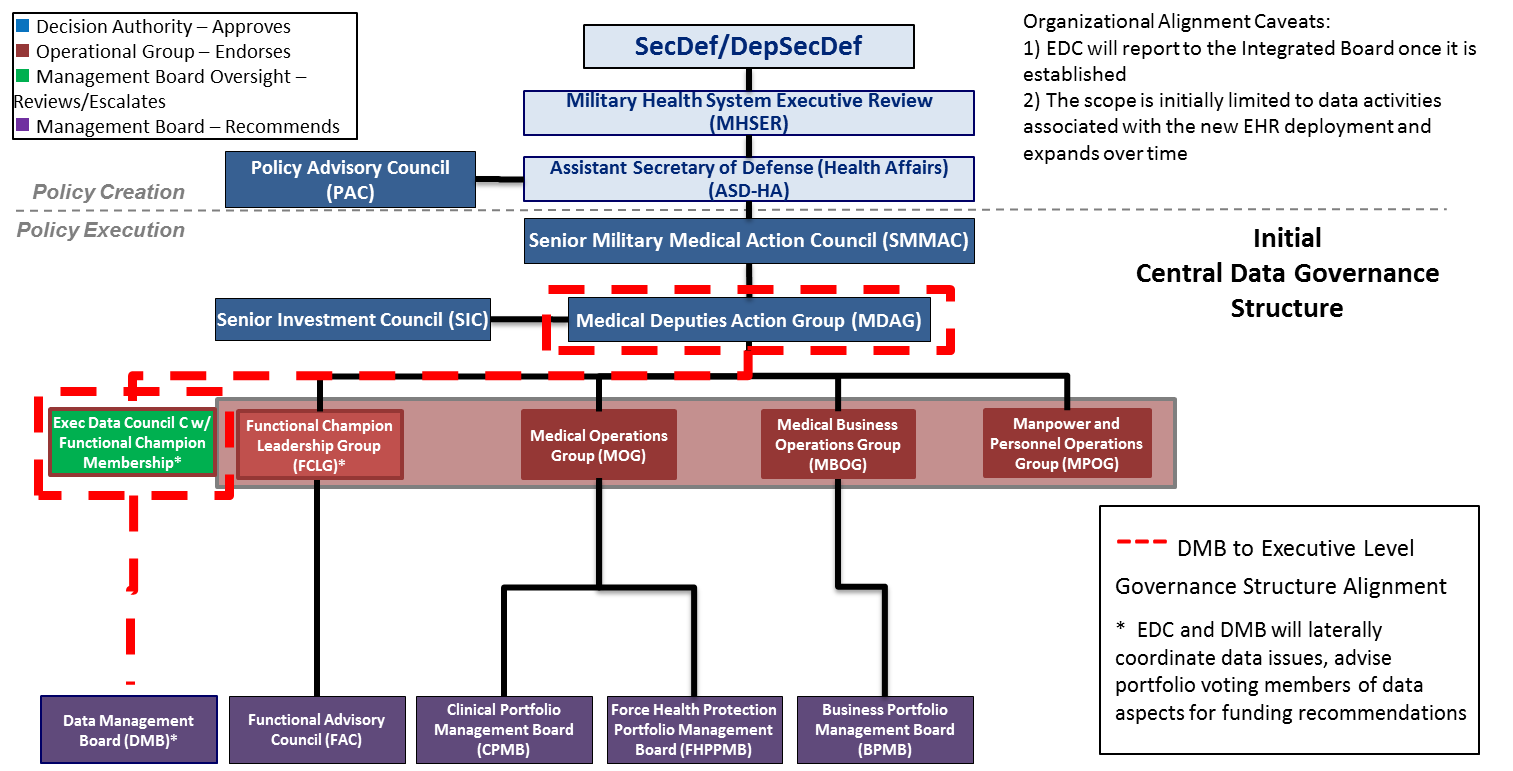 Decision Authority – Approves
Operational Group – Endorses
Management Board Oversight –
Reviews/Escalates
Management Board – Recommends
SecDef/DepSecDef
Military Health System Executive Review
(MHSER)
Assistant Secretary of Defense (Health Affairs)
(ASD-HA)
Policy Advisory Council
(PAC)
Organizational Alignment Caveats:
1) EDC will report to the Integrated Board once it is
established
2) The scope is initially limited to data activities
associated with the new EHR deployment and
expands over time
Policy Creation
Policy Execution
Senior Military Medical Action Council (SMMAC)
Initial
Central Data Governance
Structure
Senior Investment Council (SIC)
Medical Deputies Action Group (MDAG)
Exec Data Council C w/
Functional Champion
Membership*
Functional Champion
Leadership Group
(FCLG)*
Medical Operations
Group (MOG)
Medical Business
Operations Group
(MBOG)
Manpower and
Personnel Operations
Group (MPOG)
DMB to Executive Level
Governance Structure Alignment
* EDC and DMB will laterally
coordinate data issues, advise
portfolio voting members of data
aspects for funding recommendations
Data Management
Board (DMB)*
Functional Advisory
Council (FAC)
Clinical Portfolio
Management Board
(CPMB)
Force Health Protection
Portfolio Management
Board (FHPPMB)
Business Portfolio
Management Board
(BPMB)